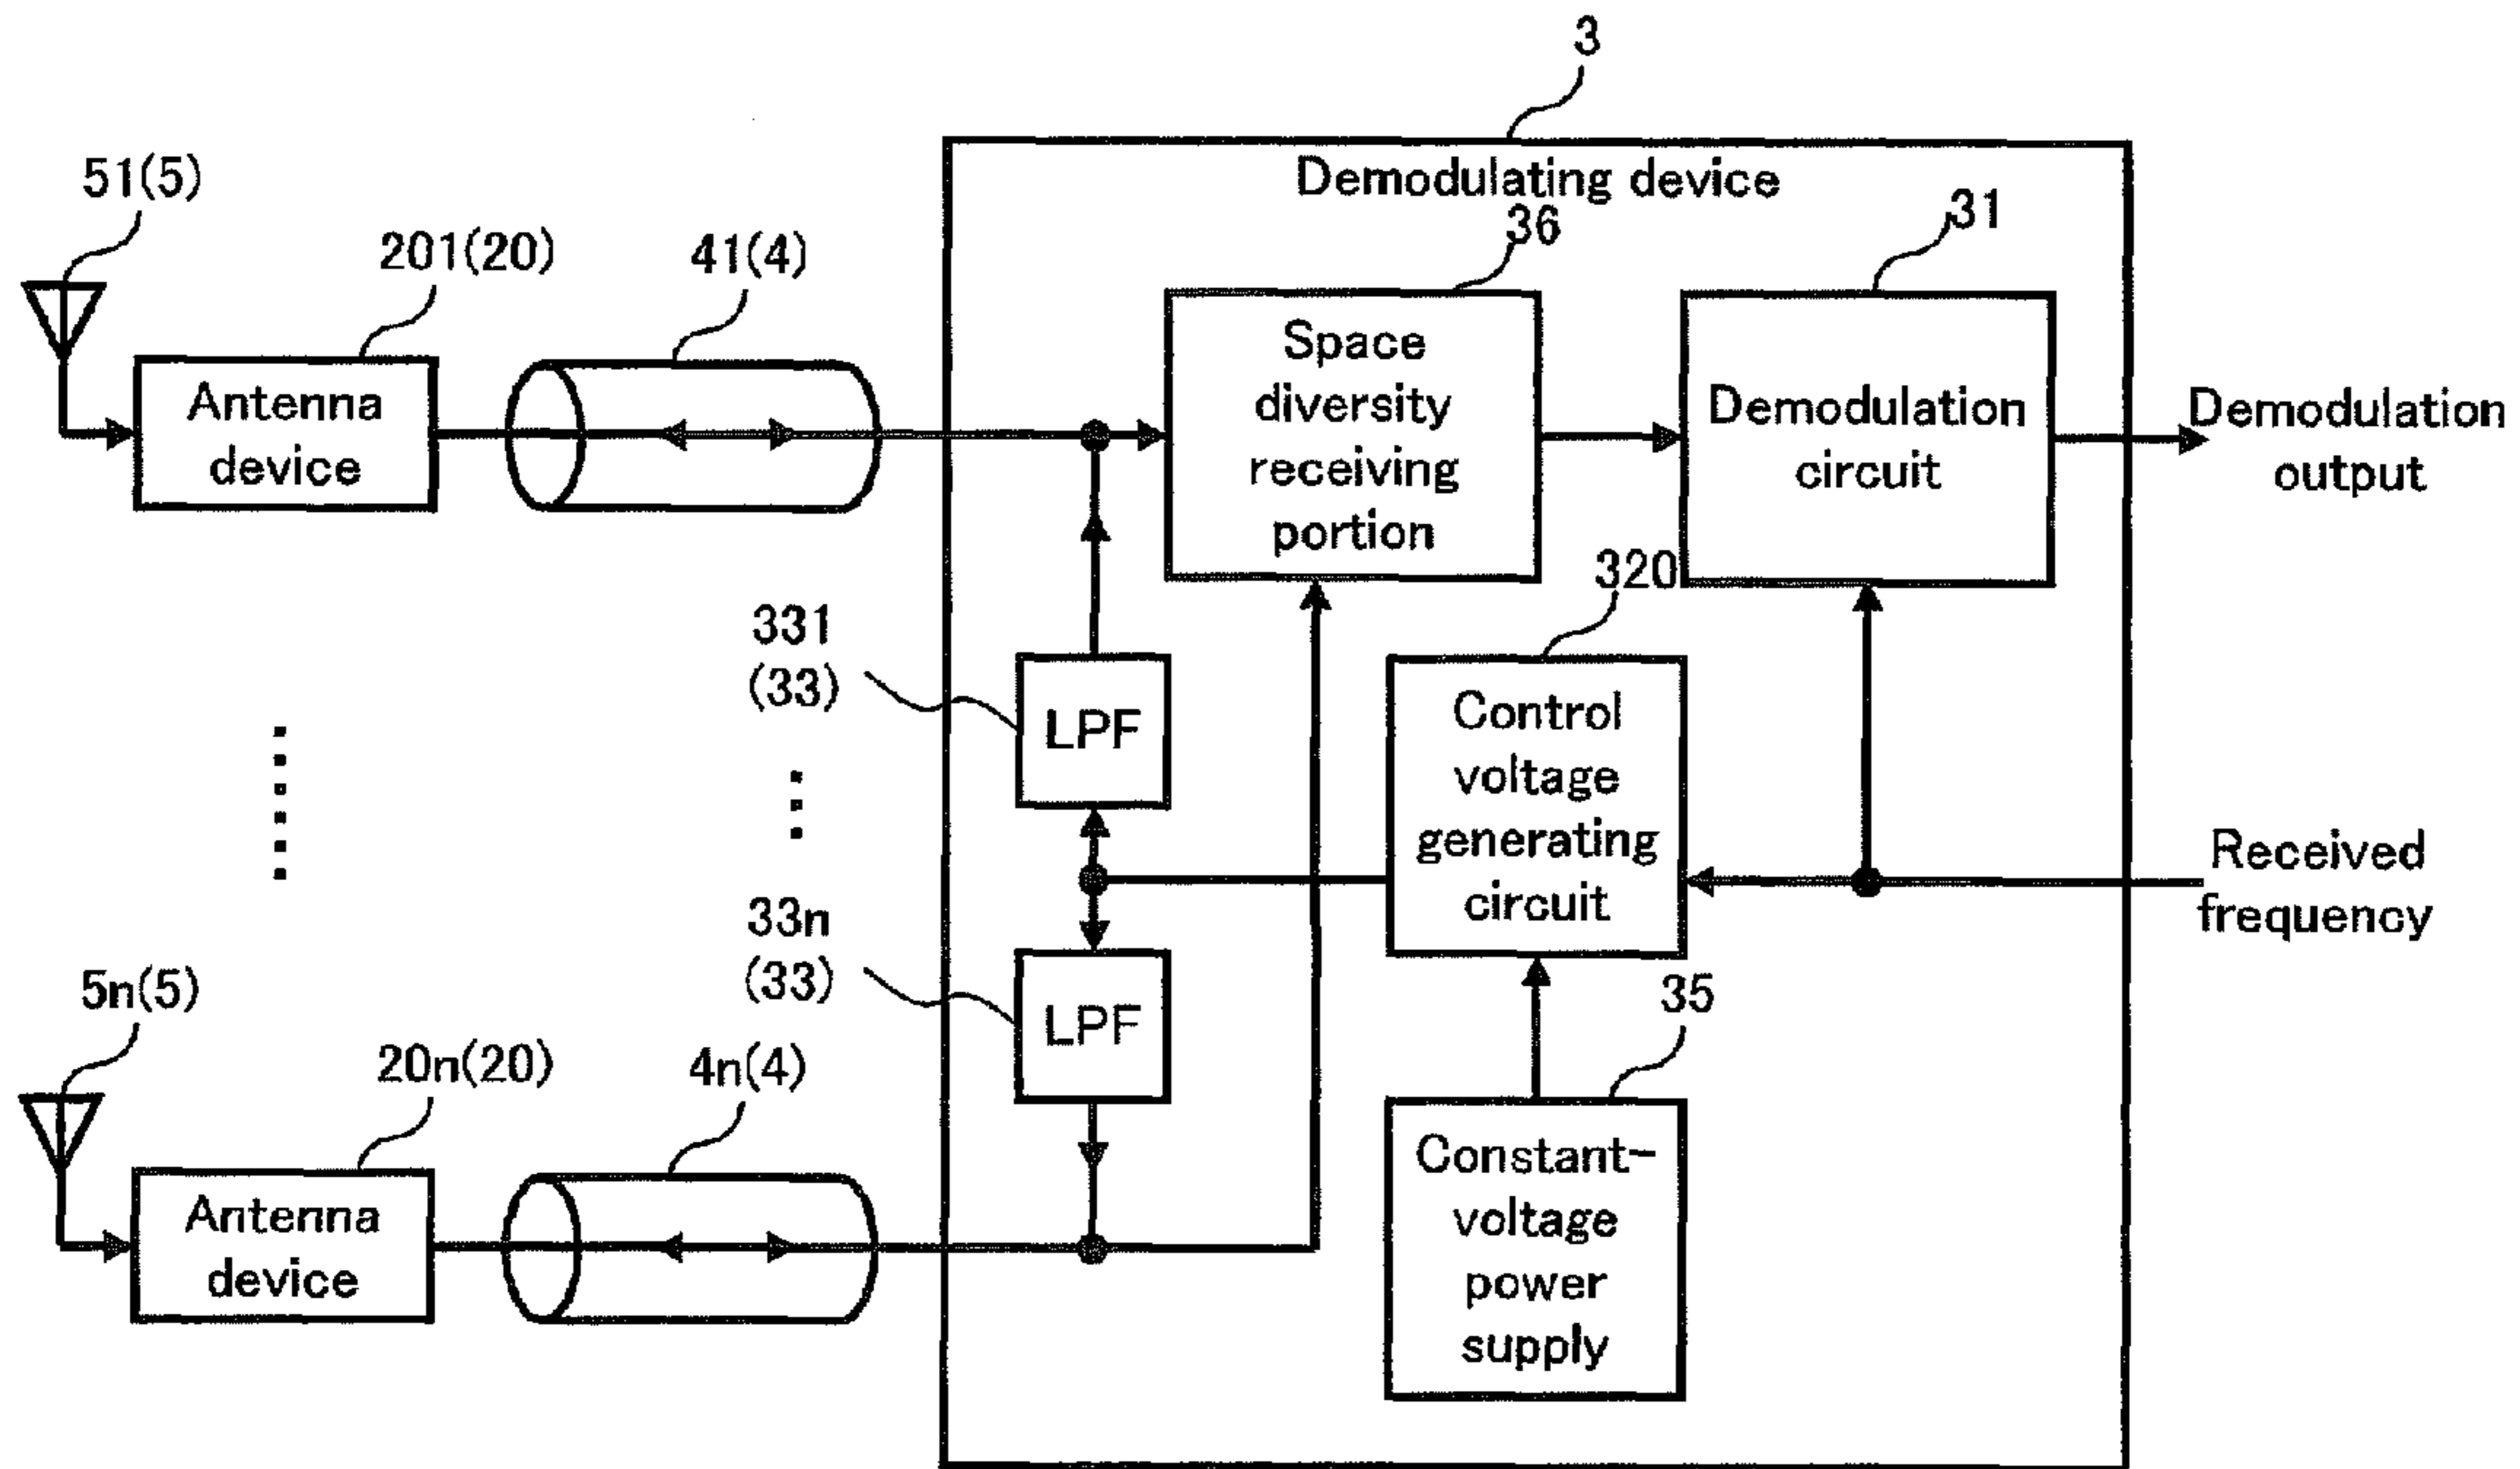 3
Demodulating device
51(5)
201(20)
41(4)
36
31
Antenna
device
Space
diversity
receiving
portion
Demodulation
circuit
Demodulation
output
331
(33)
LPF
320
Control
voltage
generating
circuit
Received
frequency
33n
(33)
LPF
35
Constant-
voltage
power
supply
5n(5)
20n(20)
4n(4)
Antenna
device